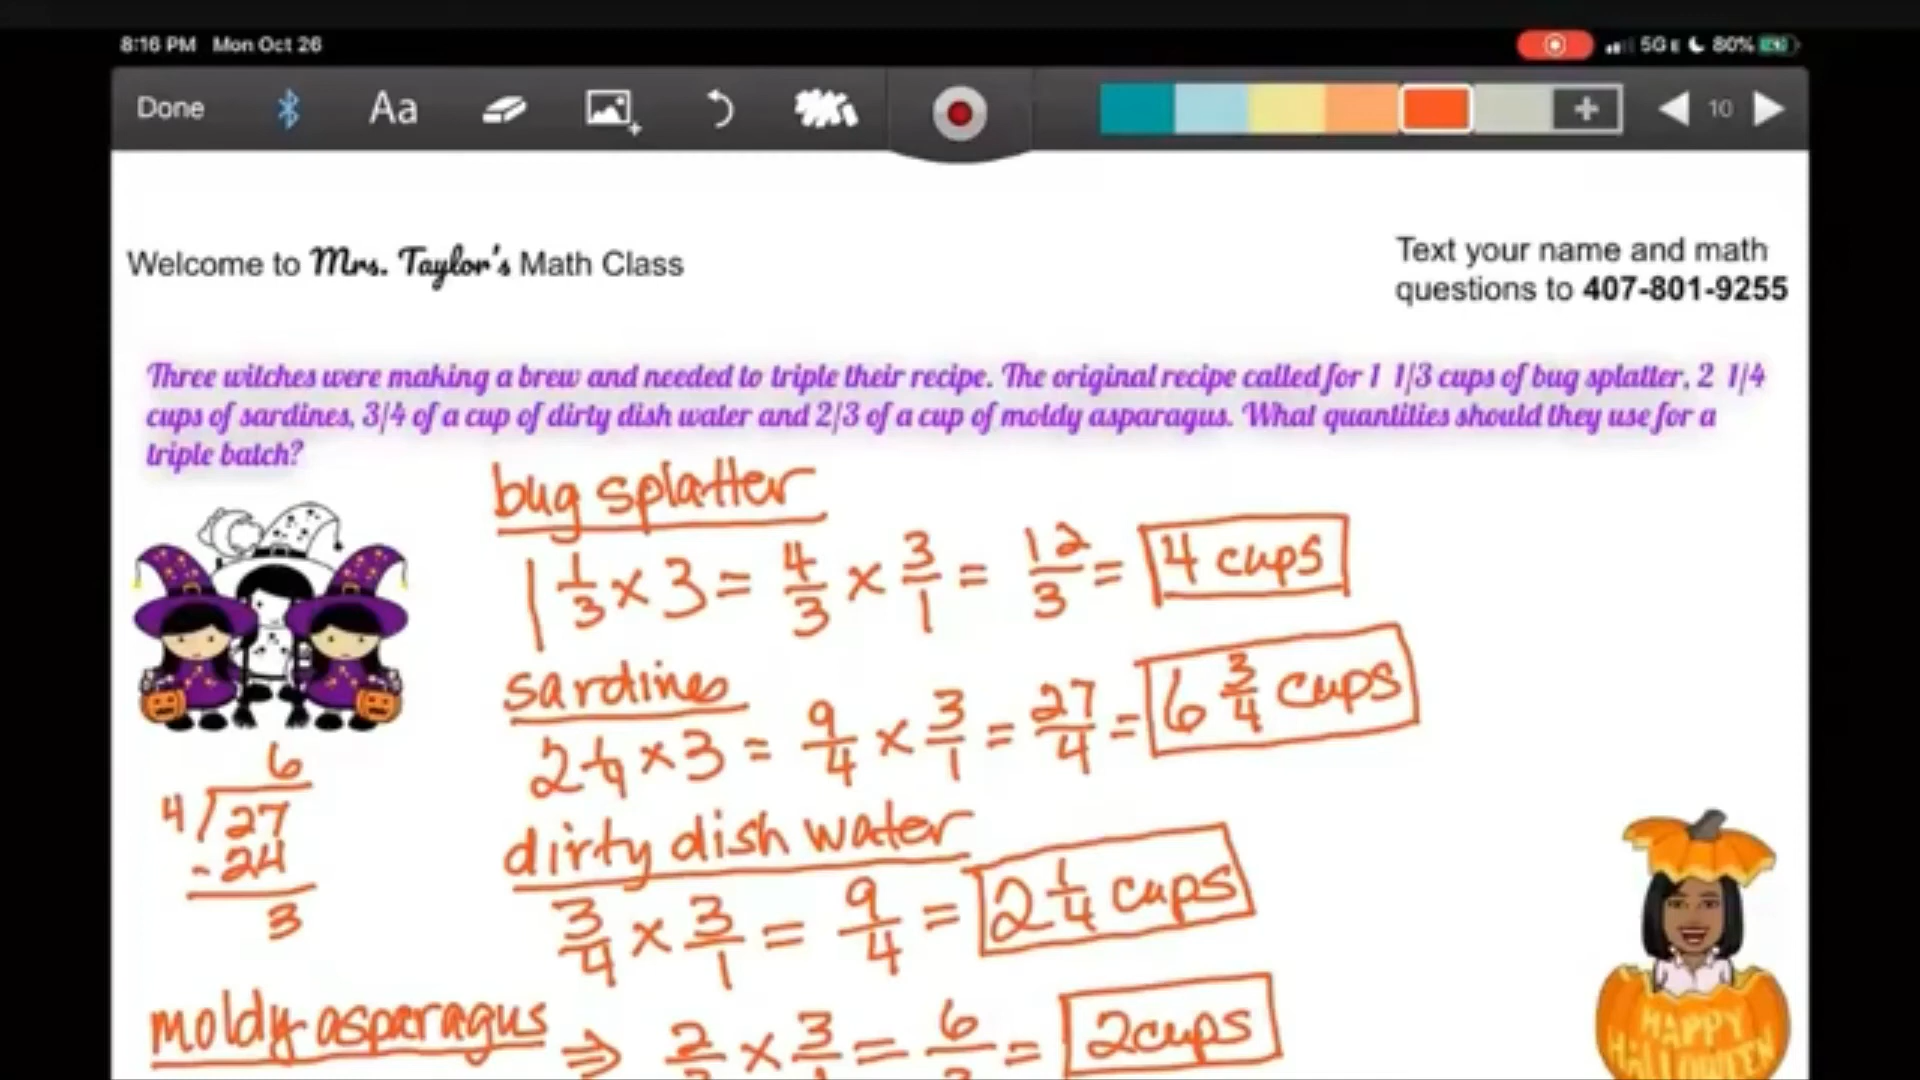 8:16 PM Mon Oct 26
5G E 80%
Done Aa 10
Welcome to Mrs. Taylor's Math Class
Text your name and math
questions to 407-801-9255
Three witches were making a brew and needed to triple their recipe. The original recipe called for 1 1/3 cups of bug splatter, 2 1/4
cups of sardines, 3/4 of a cup of dirty dish water and 2/3 of a cup of moldy asparagus. What quantities should they use for a
triple batch?
bug splatter
1 1/3 × 3 = 4/3 × 3/1 = 12/3 = 4 cups
sardines
2 1/4 × 3 = 9/4 × 3/1 = 27/4 = 6 3/4 cups
6
4 27
-24
3
dirty dish water
3/4 × 3/1 = 9/4 = 2 1/4 cups
moldy asparagus ⇒ 2/3 × 3/1 = 6/3 = 2 cups
HAPPY
HALLOWEEN